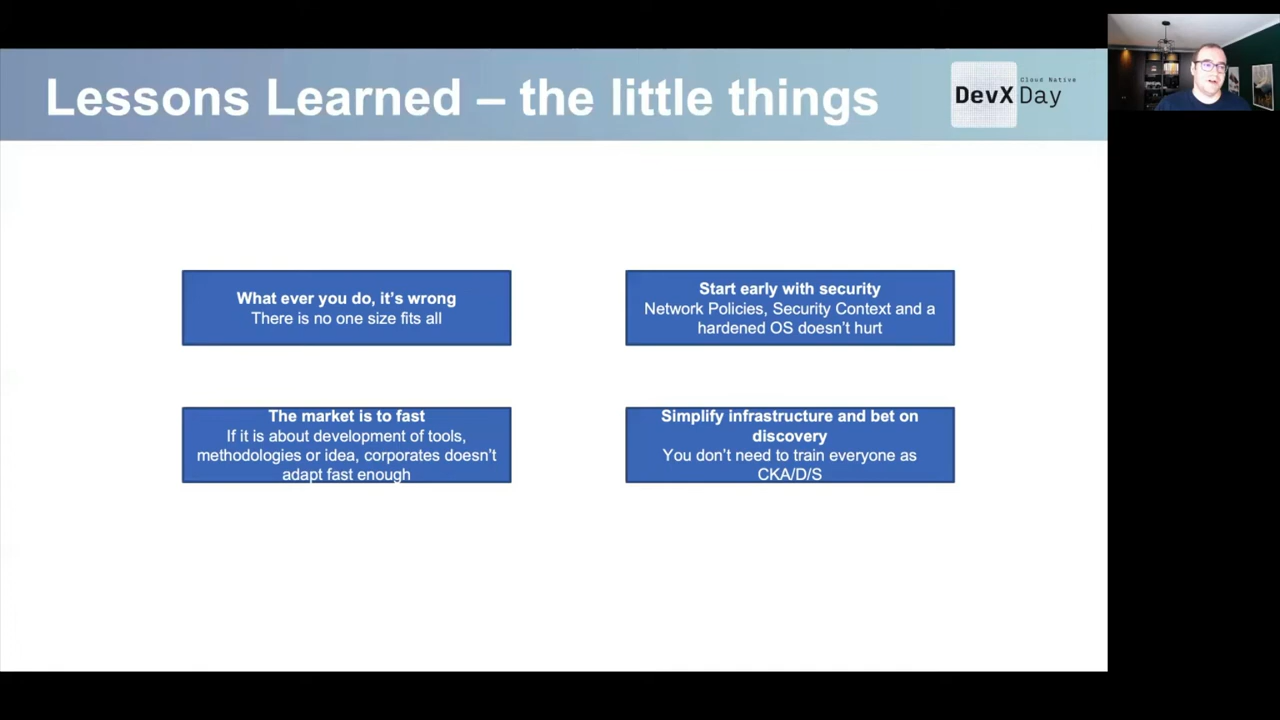 Lessons Learned – the little things
Cloud Native
DevX Day
What ever you do, it's wrong
There is no one size fits all
Start early with security
Network Policies, Security Context and a
hardened OS doesn't hurt
The market is to fast
If it is about development of tools,
methodologies or idea, corporates doesn't
adapt fast enough
Simplify infrastructure and bet on
discovery
You don't need to train everyone as
CKA/D/S